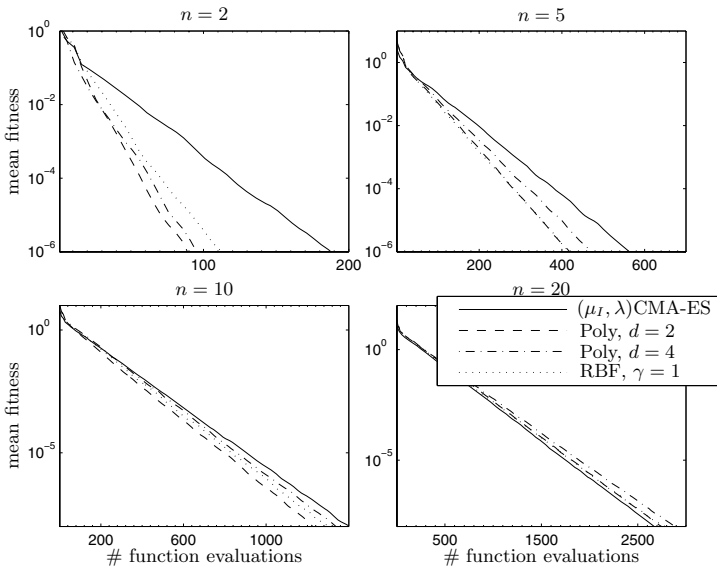 n = 2
n = 5
mean fitness
10^0
10^-2
10^-4
10^-6
100
200
10^0
10^-2
10^-4
10^-6
200
400
600
n = 10
n = 20
mean fitness
10^0
10^-5
200
600
1000
# function evaluations
10^0
10^-5
500
1500
2500
# function evaluations
(μ_I, λ)CMA-ES
Poly, d = 2
Poly, d = 4
RBF, γ = 1